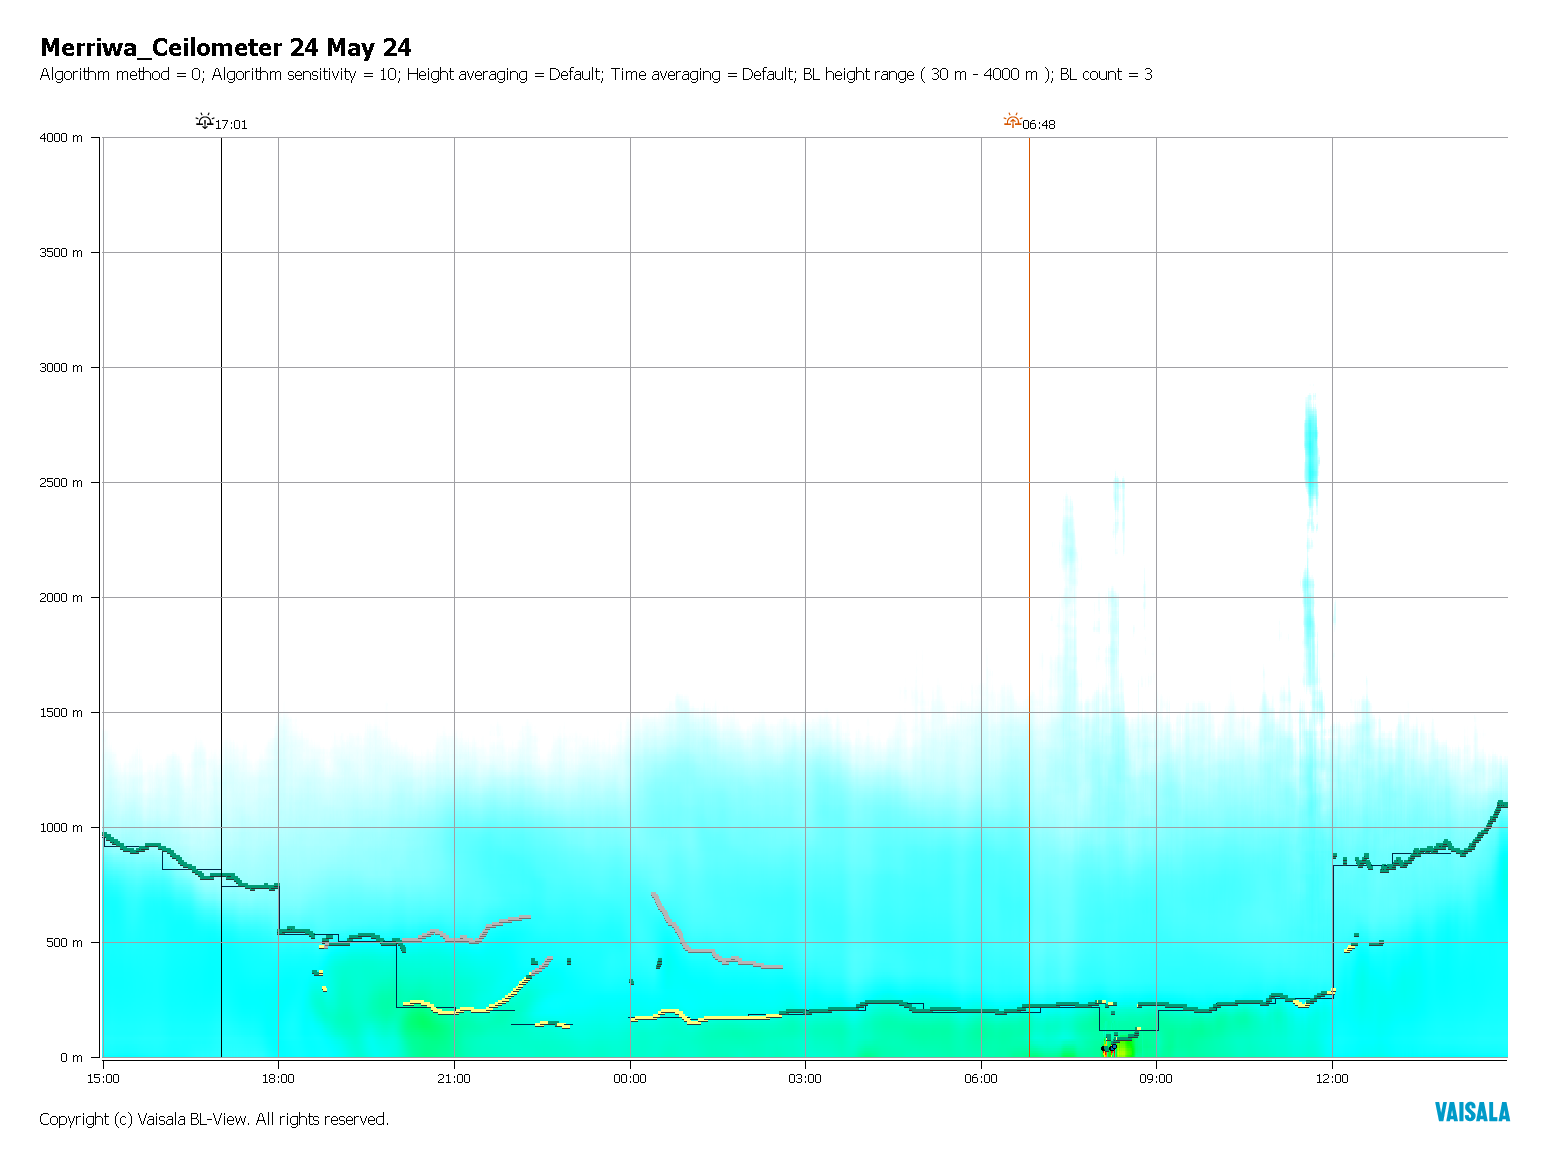 Merriwa_Ceilometer 24 May 24
Algorithm method = 0; Algorithm sensitivity = 10; Height averaging = Default; Time averaging = Default; BL height range ( 30 m - 4000 m ); BL count = 3
17:01
06:48
4000 m
3500 m
3000 m
2500 m
2000 m
1500 m
1000 m
500 m
0 m
15:00
18:00
21:00
00:00
03:00
06:00
09:00
12:00
Copyright (c) Vaisala BL-View. All rights reserved.
VAISALA